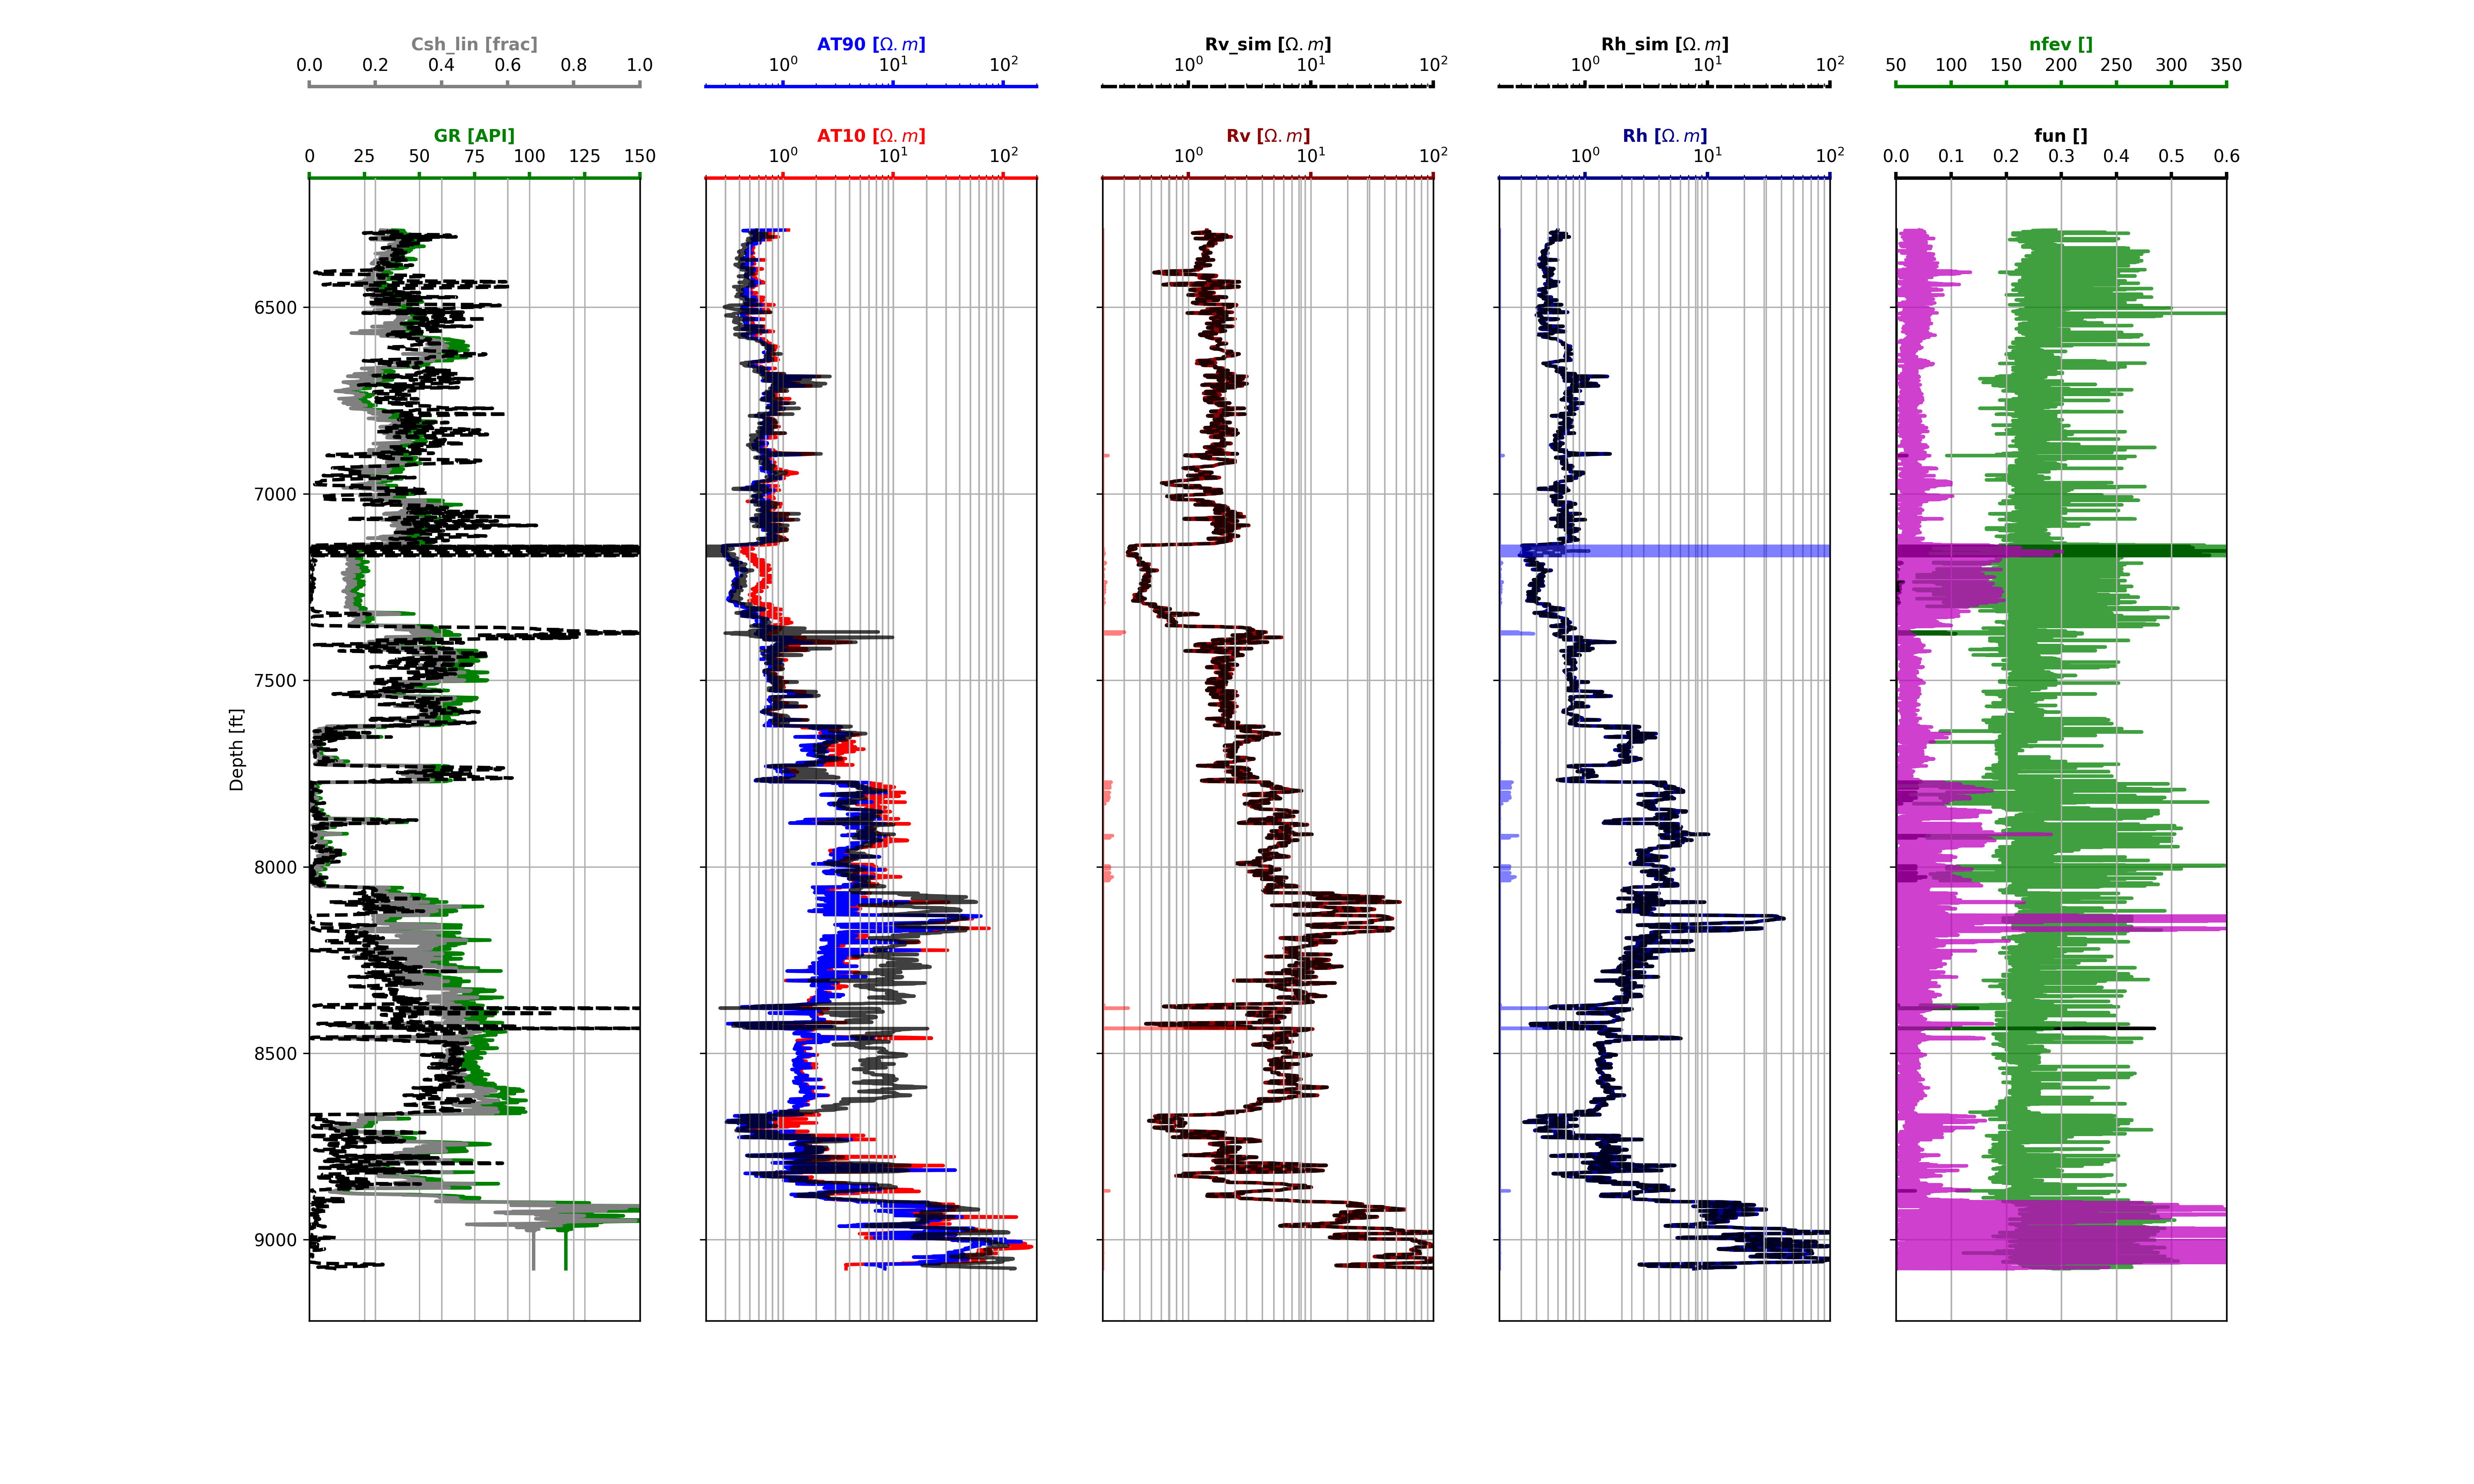 Csh_lin [frac] AT90 [Ω.m] Rv_sim [Ω.m] Rh_sim [Ω.m] nfev []
0.0 0.2 0.4 0.6 0.8 1.0 10⁰ 10¹ 10² 10⁰ 10¹ 10² 10⁰ 10¹ 10² 50 100 150 200 250 300 350
GR [API] AT10 [Ω.m] Rv [Ω.m] Rh [Ω.m] fun []
0 25 50 75 100 125 150 10⁰ 10¹ 10² 10⁰ 10¹ 10² 10⁰ 10¹ 10² 0.0 0.1 0.2 0.3 0.4 0.5 0.6
6500
7000
7500
Depth [ft]
8000
8500
9000